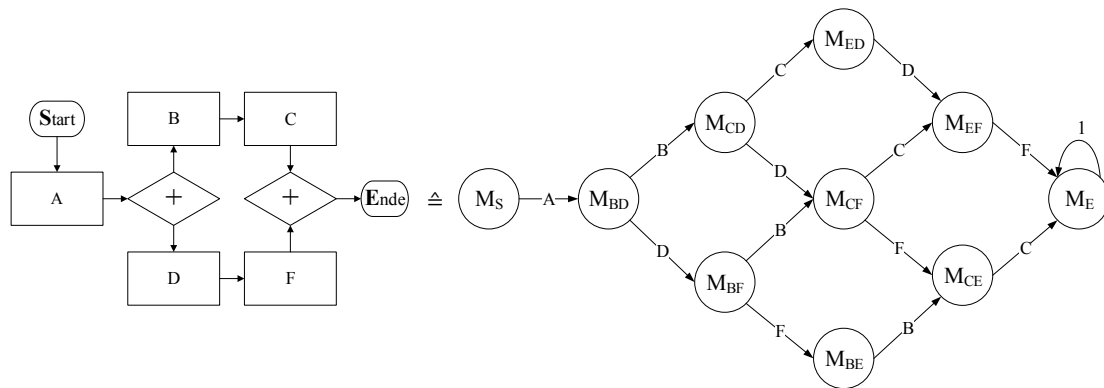 Start
A
B
C
+
+
D
F
Ende
≙
M_S
A
M_BD
B
D
M_CD
M_BF
C
D
B
F
M_ED
M_CF
M_BE
D
C
F
B
M_EF
M_CE
F
C
1
M_E